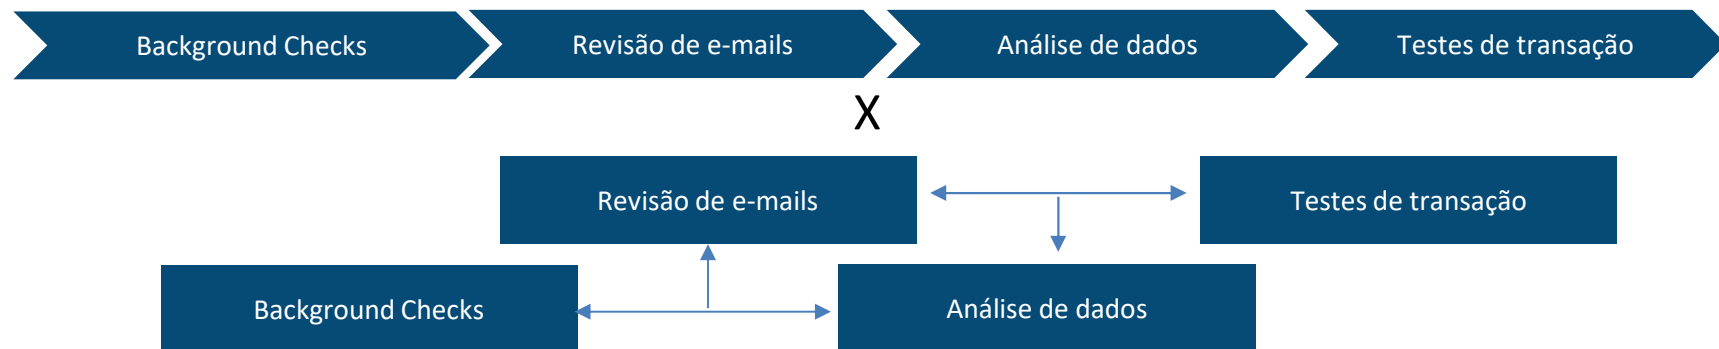 Background Checks
Revisão de e-mails
Análise de dados
Testes de transação
X
Revisão de e-mails
Testes de transação
Background Checks
Análise de dados